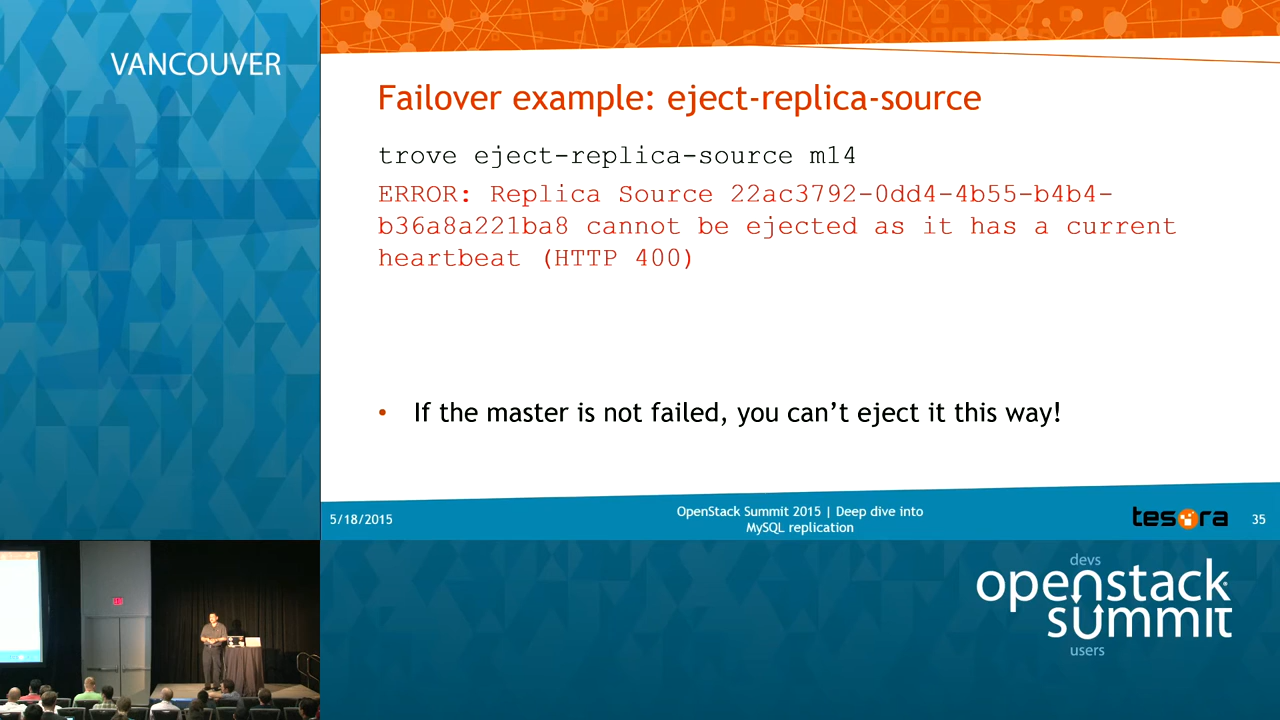 VANCOUVER
Failover example: eject-replica-source
trove eject-replica-source m14
ERROR: Replica Source 22ac3792-0dd4-4b55-b4b4-
b36a8a221ba8 cannot be ejected as it has a current
heartbeat (HTTP 400)
• If the master is not failed, you can’t eject it this way!
5/18/2015
OpenStack Summit 2015 | Deep dive into
MySQL replication
tesora
35
devs
openstack
summit
users